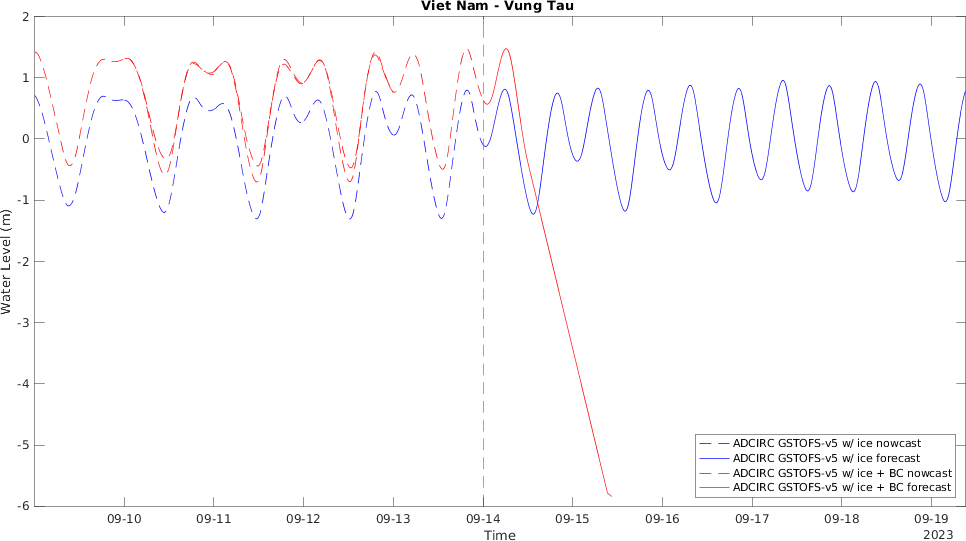 Viet Nam - Vung Tau
2
1
0
-1
-2
-3
-4
-5
-6
Water Level (m)
ADCIRC GSTOFS-v5 w/ ice nowcast
ADCIRC GSTOFS-v5 w/ ice forecast
ADCIRC GSTOFS-v5 w/ ice + BC nowcast
ADCIRC GSTOFS-v5 w/ ice + BC forecast
09-10 09-11 09-12 09-13 09-14 09-15 09-16 09-17 09-18 09-19
Time 2023